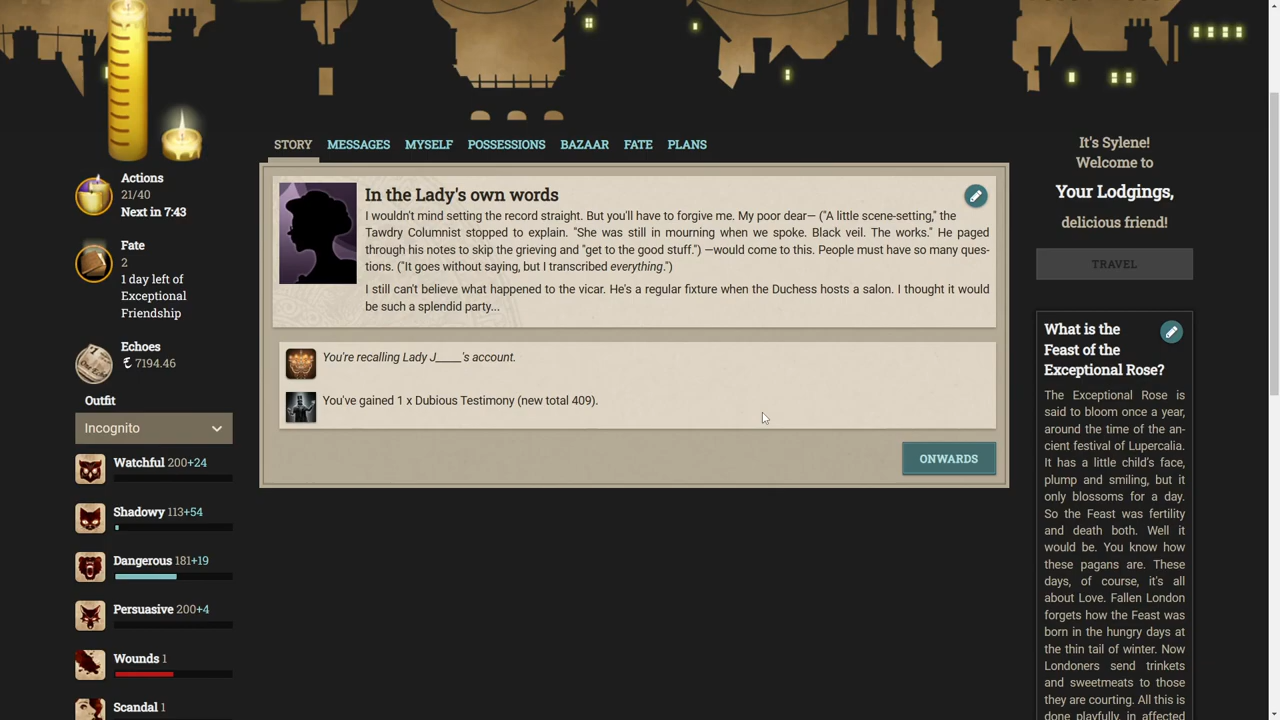 STORY MESSAGES MYSELF POSSESSIONS BAZAAR FATE PLANS
Actions
21/40
Next in 7:43
Fate
2
1 day left of
Exceptional
Friendship
Echoes
7194.46
Outfit
Incognito
Watchful 200+24
Shadowy 113+54
Dangerous 181+19
Persuasive 200+4
Wounds 1
Scandal 1
In the Lady's own words
I wouldn't mind setting the record straight. But you'll have to forgive me. My poor dear— ("A little scene-setting," the
Tawdry Columnist stopped to explain. "She was still in mourning when we spoke. Black veil. The works." He paged
through his notes to skip the grieving and "get to the good stuff.") —would come to this. People must have so many ques-
tions. ("It goes without saying, but I transcribed everything.")
I still can't believe what happened to the vicar. He's a regular fixture when the Duchess hosts a salon. I thought it would
be such a splendid party...
You're recalling Lady J____'s account.
You've gained 1 x Dubious Testimony (new total 409).
ONWARDS
It's Sylene!
Welcome to
Your Lodgings,
delicious friend!
TRAVEL
What is the
Feast of the
Exceptional Rose?
The Exceptional Rose is
said to bloom once a year,
around the time of the an-
cient festival of Lupercalia.
It has a little child's face,
plump and smiling, but it
only blossoms for a day.
So the Feast was fertility
and death both. Well it
would be. You know how
these pagans are. These
days, of course, it's all
about Love. Fallen London
forgets how the Feast was
born in the hungry days at
the thin tail of winter. Now
Londoners send trinkets
and sweetmeats to those
they are courting. All this is
done playfully, in affected